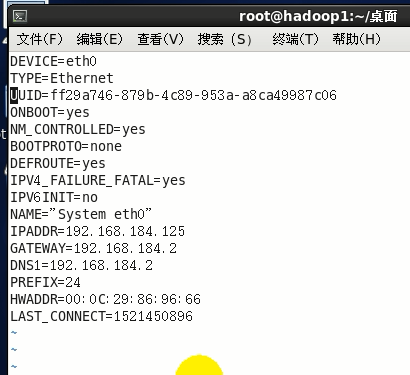 root@hadoop1:~/桌面
文件(F) 编辑(E) 查看(V) 搜索 (S) 终端(T) 帮助(H)
DEVICE=eth0
TYPE=Ethernet
UUID=ff29a746-879b-4c89-953a-a8ca49987c06
ONBOOT=yes
NM_CONTROLLED=yes
BOOTPROTO=none
DEFROUTE=yes
IPV4_FAILURE_FATAL=yes
IPV6INIT=no
NAME="System eth0"
IPADDR=192.168.184.125
GATEWAY=192.168.184.2
DNS1=192.168.184.2
PREFIX=24
HWADDR=00:0C:29:86:96:66
LAST_CONNECT=1521450896
~
~
~